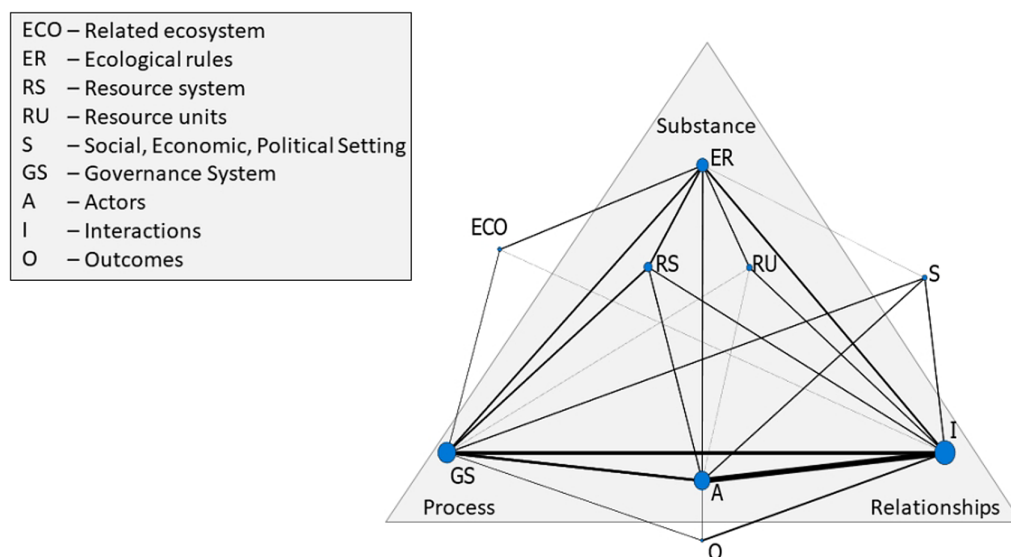 ECO – Related ecosystem
ER – Ecological rules
RS – Resource system
RU – Resource units
S – Social, Economic, Political Setting
GS – Governance System
A – Actors
I – Interactions
O – Outcomes
Substance
ER
ECO
RS
RU
S
I
GS
A
Process
Relationships
O